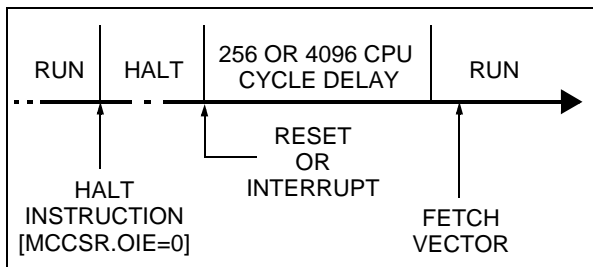 RUN
HALT
256 OR 4096 CPU
CYCLE DELAY
RUN
RESET
OR
INTERRUPT
HALT
INSTRUCTION
[MCCSR.OIE=0]
FETCH
VECTOR